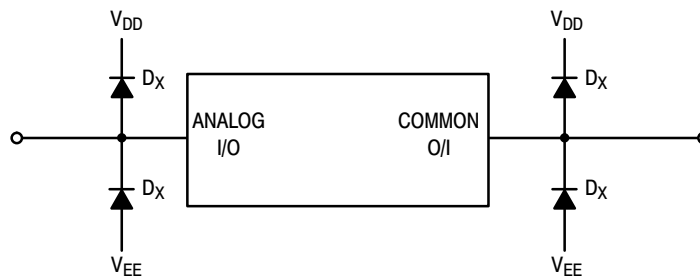 VDD VDD
DX DX
ANALOG COMMON
I/O O/I
DX DX
VEE VEE